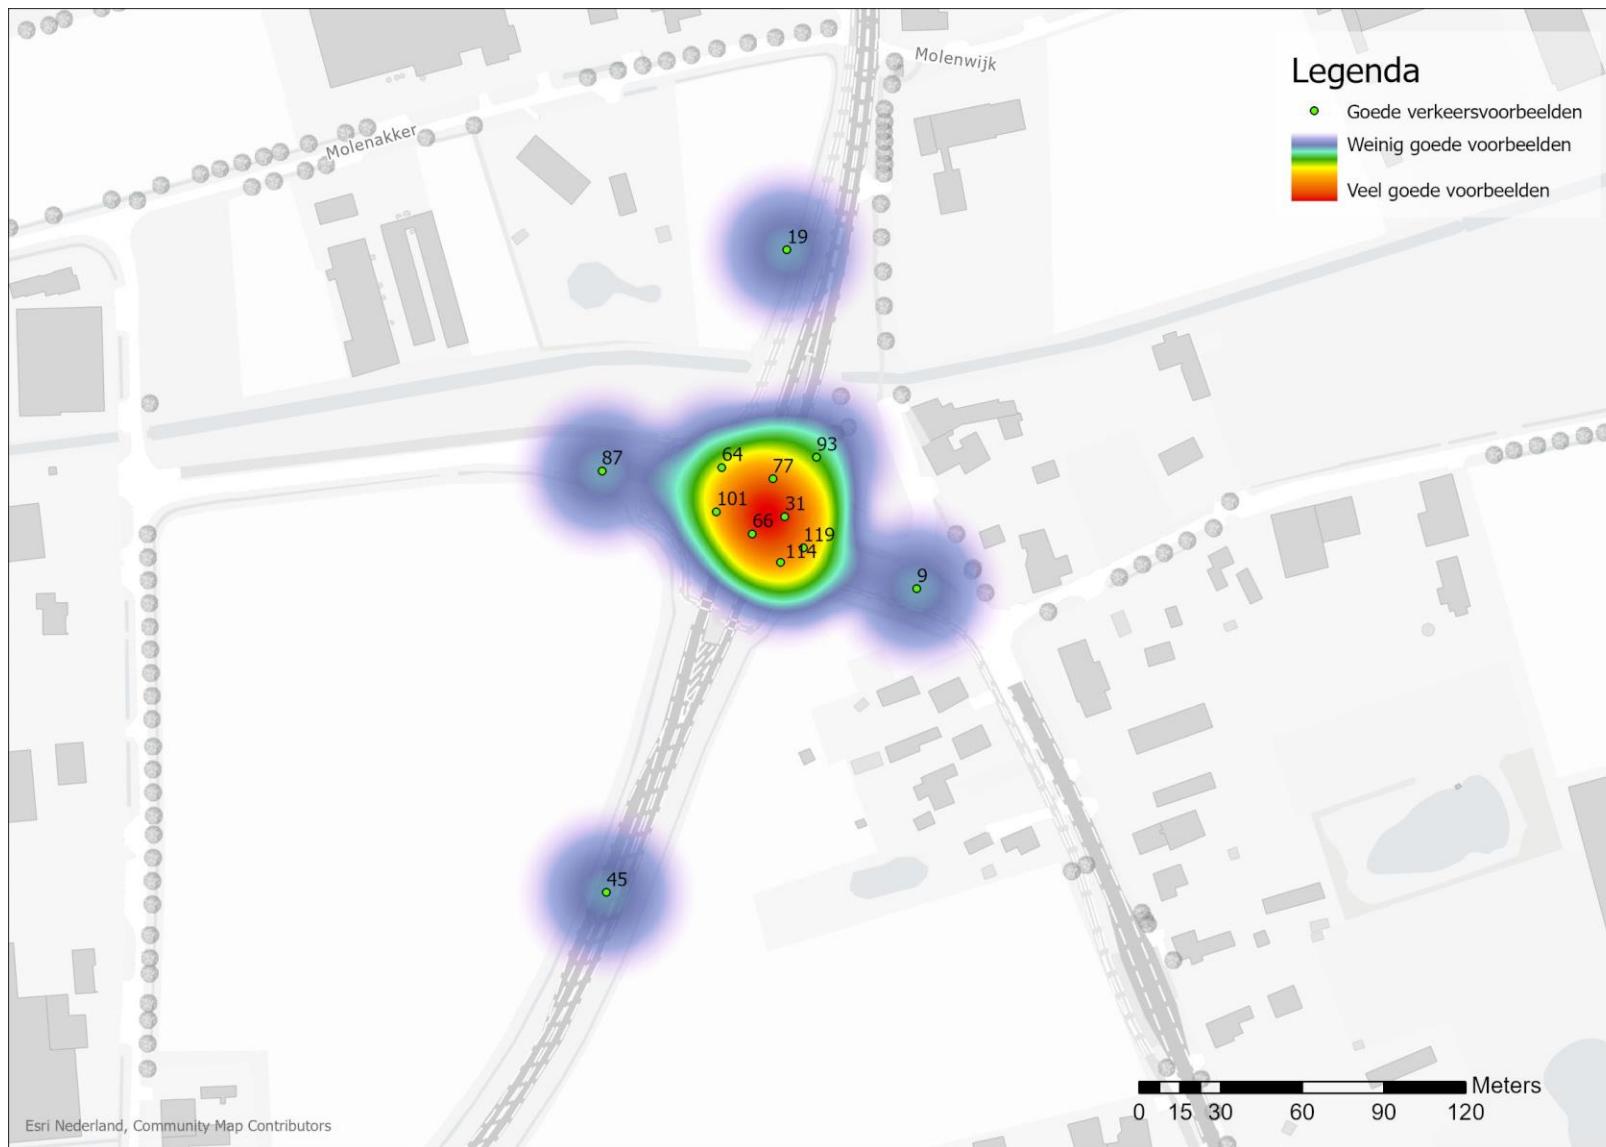 Molenwijk
Legenda
Goede verkeersvoorbeelden
Weinig goede voorbeelden
Veel goede voorbeelden
Molenakker
19
93
64
77
87
101
31
66
119
114
9
45
Meters
0 15 30 60 90 120
Esri Nederland, Community Map Contributors